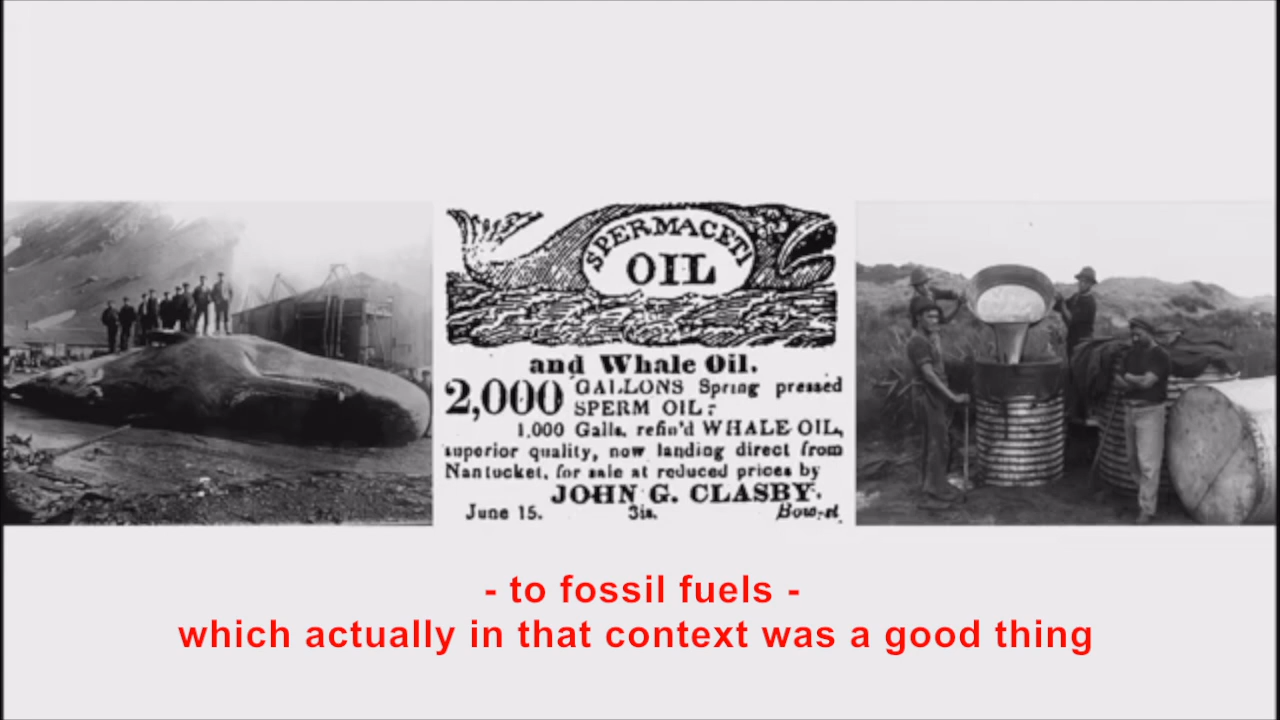 SPERMACETI
OIL
and Whale Oil.
2,000 GALLONS Spring pressed
SPERM OIL;
1,000 Galls. refin'd WHALE OIL,
superior quality, now landing direct from
Nantucket, for sale at reduced prices by
JOHN G. CLASBY.
June 15. 3is.
- to fossil fuels -
which actually in that context was a good thing